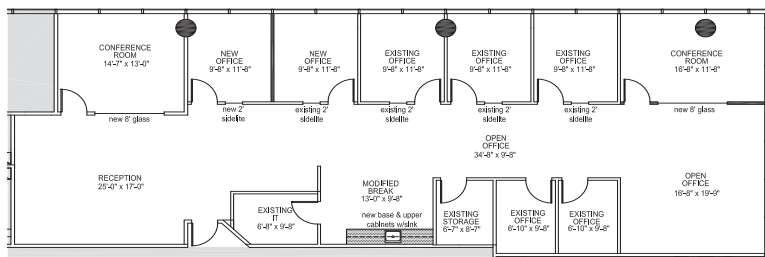 CONFERENCE
ROOM
14'-7" x 13'-0"
NEW
OFFICE
9'-8" x 11'-8"
NEW
OFFICE
9'-8" x 11'-8"
EXISTING
OFFICE
9'-8" x 11'-8"
EXISTING
OFFICE
9'-8" x 11'-8"
EXISTING
OFFICE
9'-8" x 11'-8"
CONFERENCE
ROOM
16'-8" x 11'-8"
new 8' glass
new 2'
sidelite
existing 2'
sidelite
existing 2'
sidelite
existing 2'
sidelite
existing 2'
sidelite
new 8' glass
OPEN
OFFICE
34'-8" x 9'-8"
RECEPTION
25'-0" x 17'-0"
MODIFIED
BREAK
13'-0" x 9'-8"
new base & upper
cabinets w/sink
OPEN
OFFICE
16'-8" x 19'-9"
EXISTING
IT
6'-8" x 9'-8"
EXISTING
STORAGE
6'-7" x 8'-7"
EXISTING
OFFICE
6'-10" x 9'-8"
EXISTING
OFFICE
6'-10" x 9'-8"